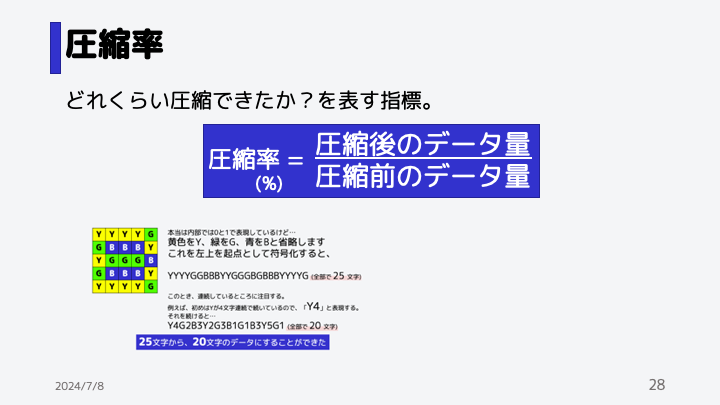 圧縮率
どれくらい圧縮できたか？を表す指標。
圧縮率 = 圧縮後のデータ量
(%) 圧縮前のデータ量
Y Y Y Y G
G B B B Y
Y G G G B
G B B B Y
Y Y Y Y G
本当は内部では0と1で表現しているけど…
黄色をY、緑をG、青をBと省略します
これを左上を起点として符号化すると、
YYYYGGBBBYYGGGBGBBBYYYYG (全部で 25 文字)
このとき、連続しているところに注目する。
例えば、初めはYが4文字連続で続いているので、「Y4」と表現する。
それを続けると…
Y4G2B3Y2G3B1G1B3Y5G1 (全部で 20 文字)
25文字から、20文字のデータにすることができた
2024/7/8
28